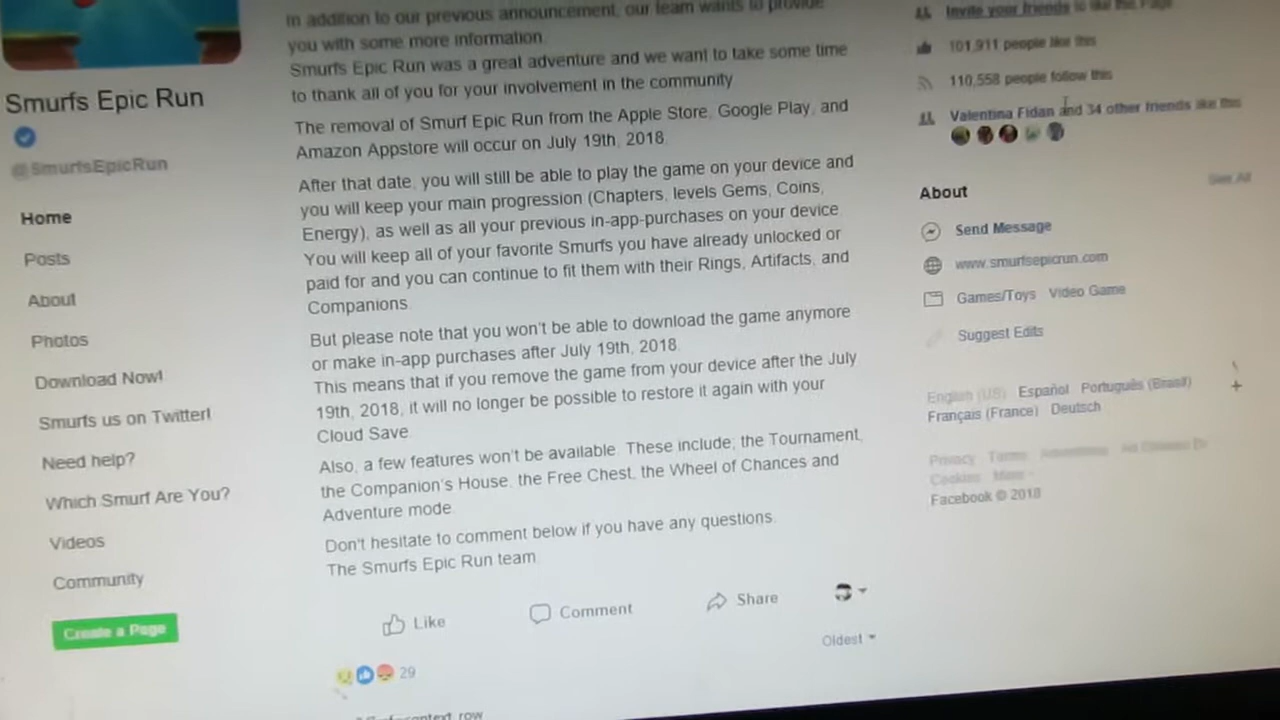 Smurfs Epic Run
@SmurfsEpicRun
Home
Posts
About
Photos
Download Now!
Smurfs us on Twitter!
Need help?
Which Smurf Are You?
Videos
Community
Create a Page
In addition to our previous announcement, our team wants to provide
you with some more information.
Smurfs Epic Run was a great adventure and we want to take some time
to thank all of you for your involvement in the community
The removal of Smurf Epic Run from the Apple Store, Google Play, and
Amazon Appstore will occur on July 19th, 2018.
After that date, you will still be able to play the game on your device and
you will keep your main progression (Chapters, levels Gems, Coins,
Energy), as well as all your previous in-app-purchases on your device.
You will keep all of your favorite Smurfs you have already unlocked or
paid for and you can continue to fit them with their Rings, Artifacts, and
Companions.
But please note that you won't be able to download the game anymore
or make in-app purchases after July 19th, 2018.
This means that if you remove the game from your device after the July
19th, 2018, it will no longer be possible to restore it again with your
Cloud Save.
Also, a few features won't be available. These include, the Tournament,
the Companion's House, the Free Chest, the Wheel of Chances and
Adventure mode.
Don't hesitate to comment below if you have any questions.
The Smurfs Epic Run team.
Like Comment Share
Oldest
29
Invite your friends to like this Page
101,911 people like this
110,558 people follow this
Valentina Fidan and 34 other friends like this
About See All
Send Message
www.smurfsepicrun.com
Games/Toys Video Game
Suggest Edits
English (US) Español Português (Brasil)
Français (France) Deutsch
Privacy Terms Advertising
Cookies More
Facebook © 2018